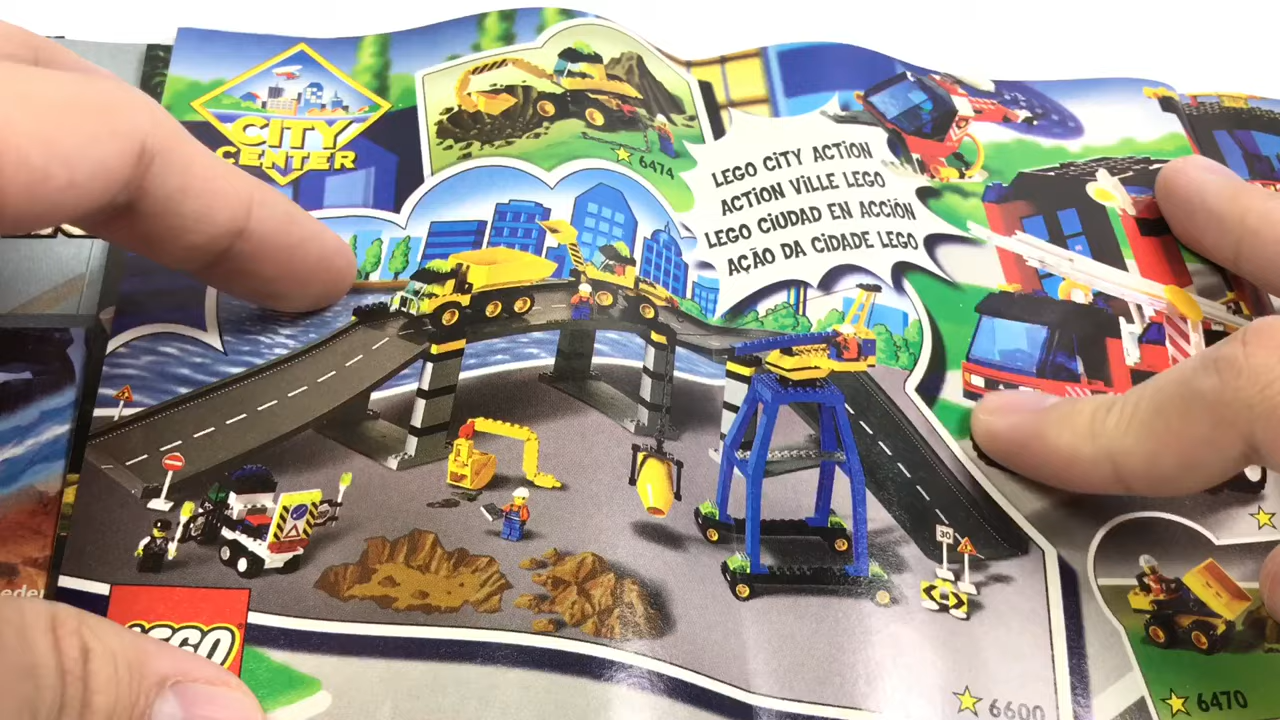 CITY
CENTER
6474
LEGO CITY ACTION
ACTION VILLE LEGO
LEGO CIUDAD EN ACCIÓN
AÇÃO DA CIDADE LEGO
30
LEGO
6600
6470